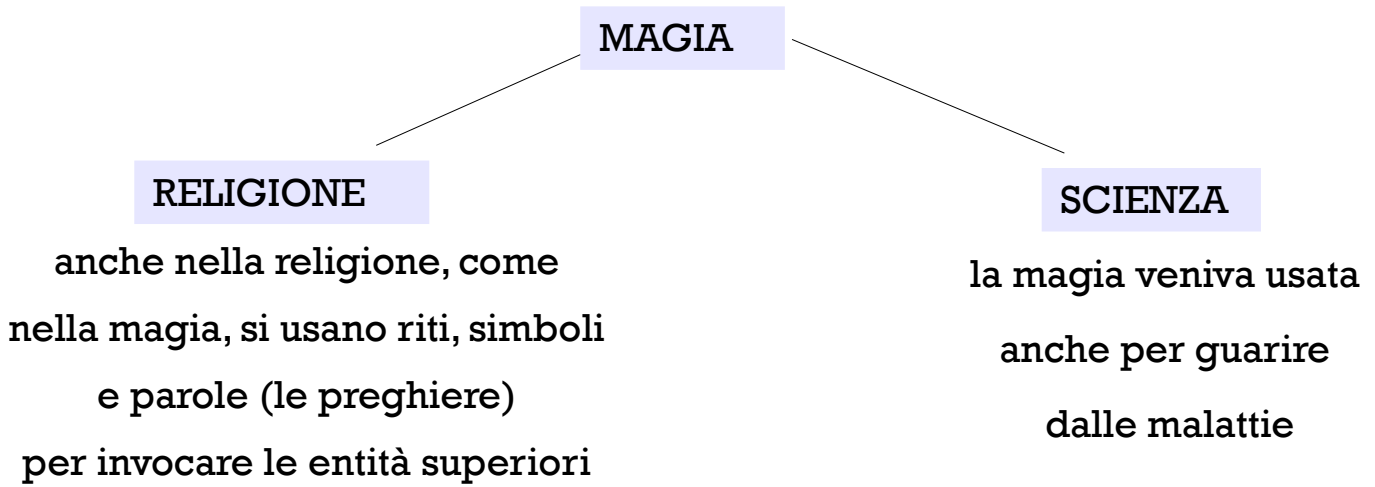 MAGIA
RELIGIONE
anche nella religione, come
nella magia, si usano riti, simboli
e parole (le preghiere)
per invocare le entità superiori
SCIENZA
la magia veniva usata
anche per guarire
dalle malattie